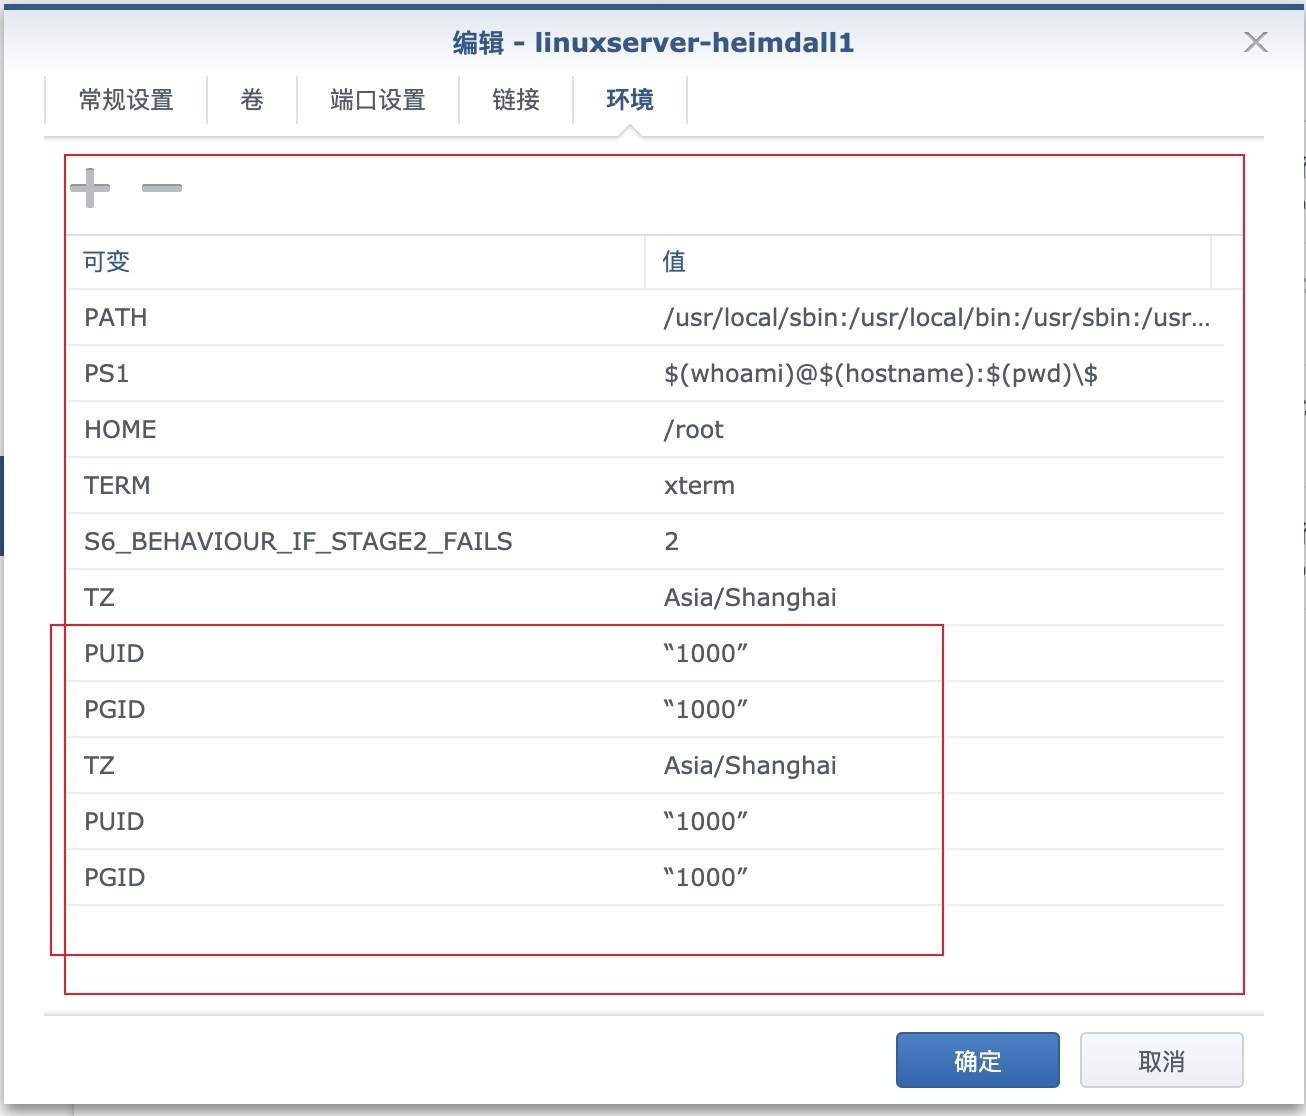 编辑 - linuxserver-heimdall1
常规设置 卷 端口设置 链接 环境
可变 值
PATH /usr/local/sbin:/usr/local/bin:/usr/sbin:/usr...
PS1 $(whoami)@$(hostname):$(pwd)\$
HOME /root
TERM xterm
S6_BEHAVIOUR_IF_STAGE2_FAILS 2
TZ Asia/Shanghai
PUID “1000”
PGID “1000”
TZ Asia/Shanghai
PUID “1000”
PGID “1000”
确定 取消